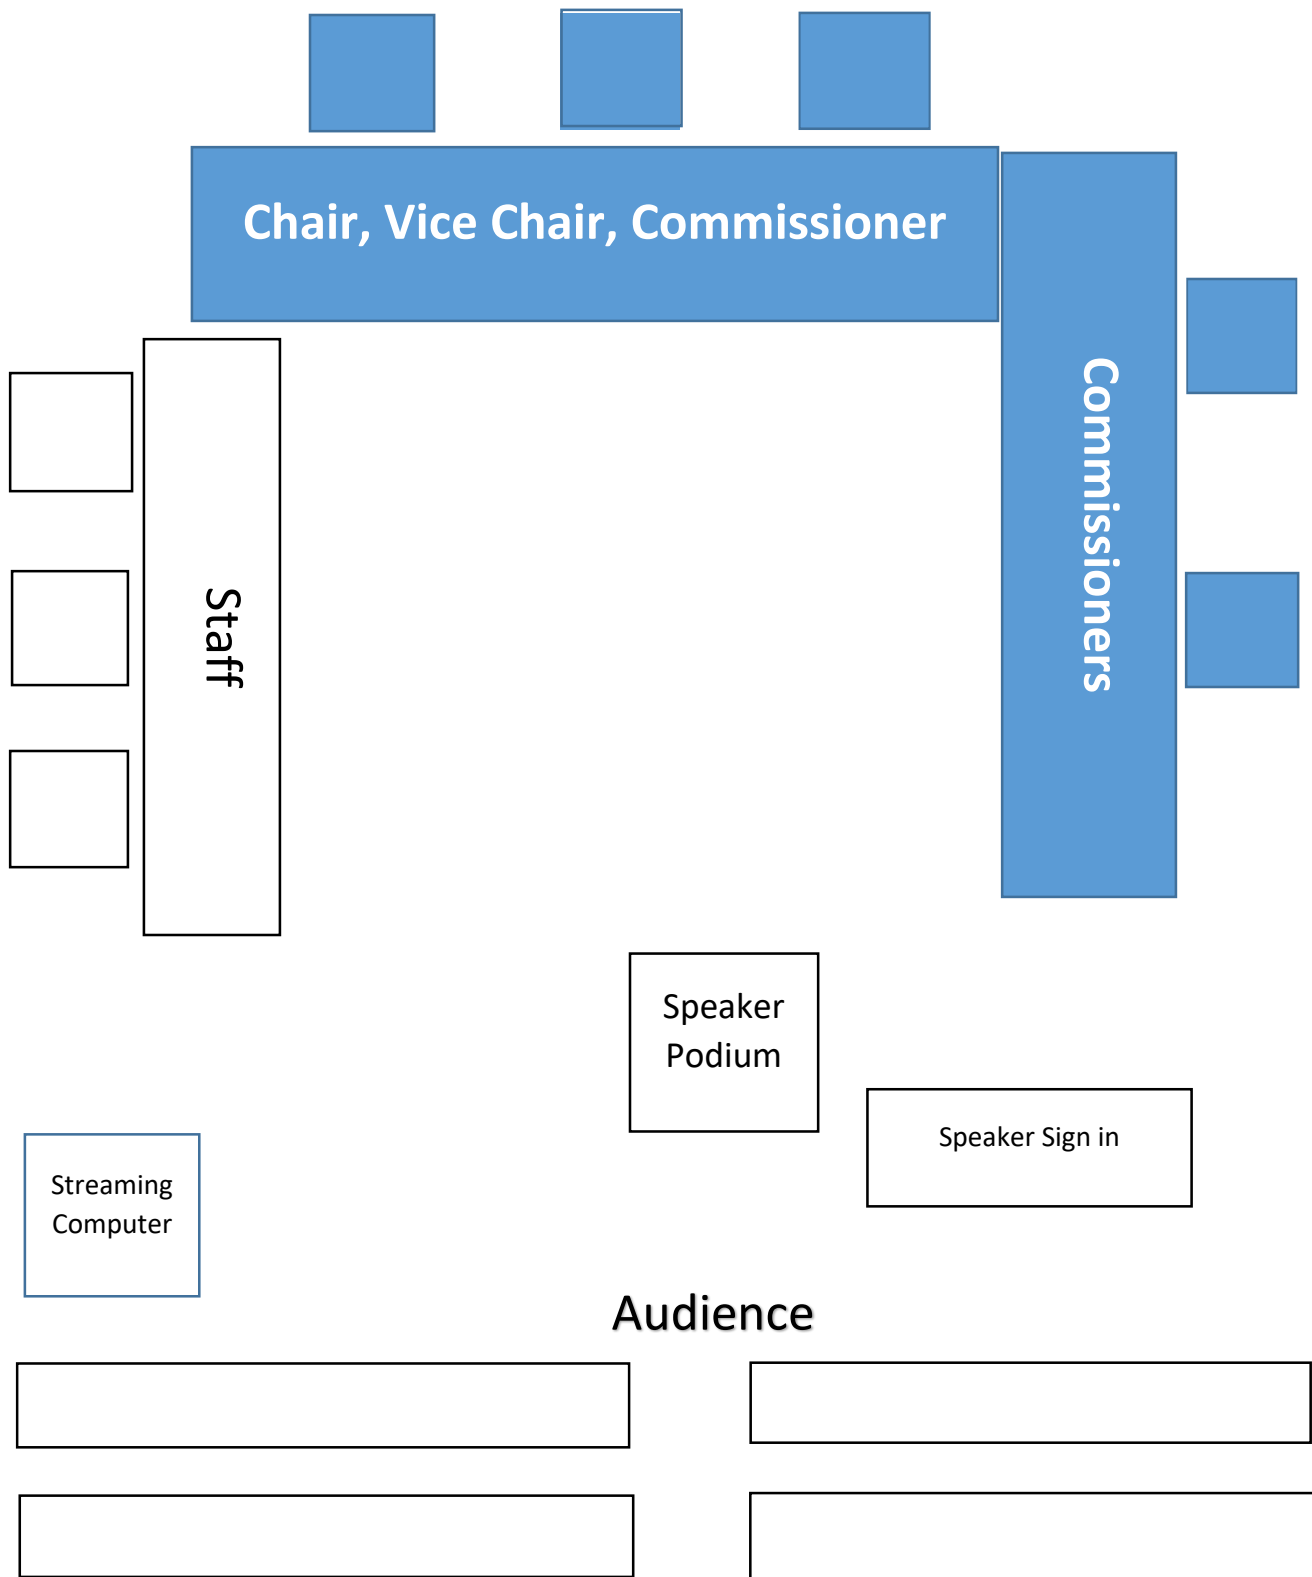 Chair, Vice Chair, Commissioner
Commissioners
Staff
Speaker
Podium
Speaker Sign in
Streaming
Computer
Audience